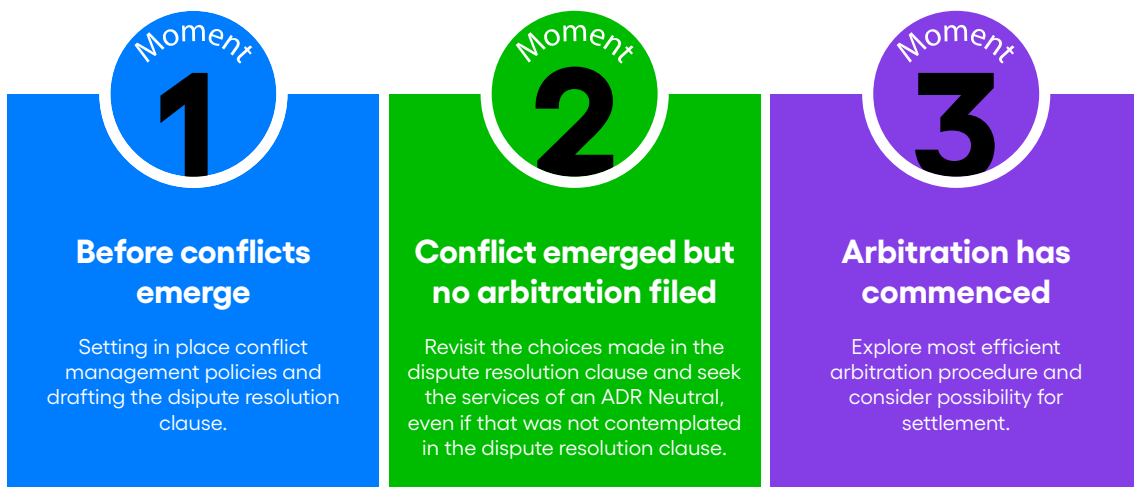 Moment
1
Before conflicts
emerge
Setting in place conflict
management policies and
drafting the dsipute resolution
clause.
Moment
2
Conflict emerged but
no arbitration filed
Revisit the choices made in the
dispute resolution clause and seek
the services of an ADR Neutral,
even if that was not contemplated
in the dispute resolution clause.
Moment
3
Arbitration has
commenced
Explore most efficient
arbitration procedure and
consider possibility for
settlement.